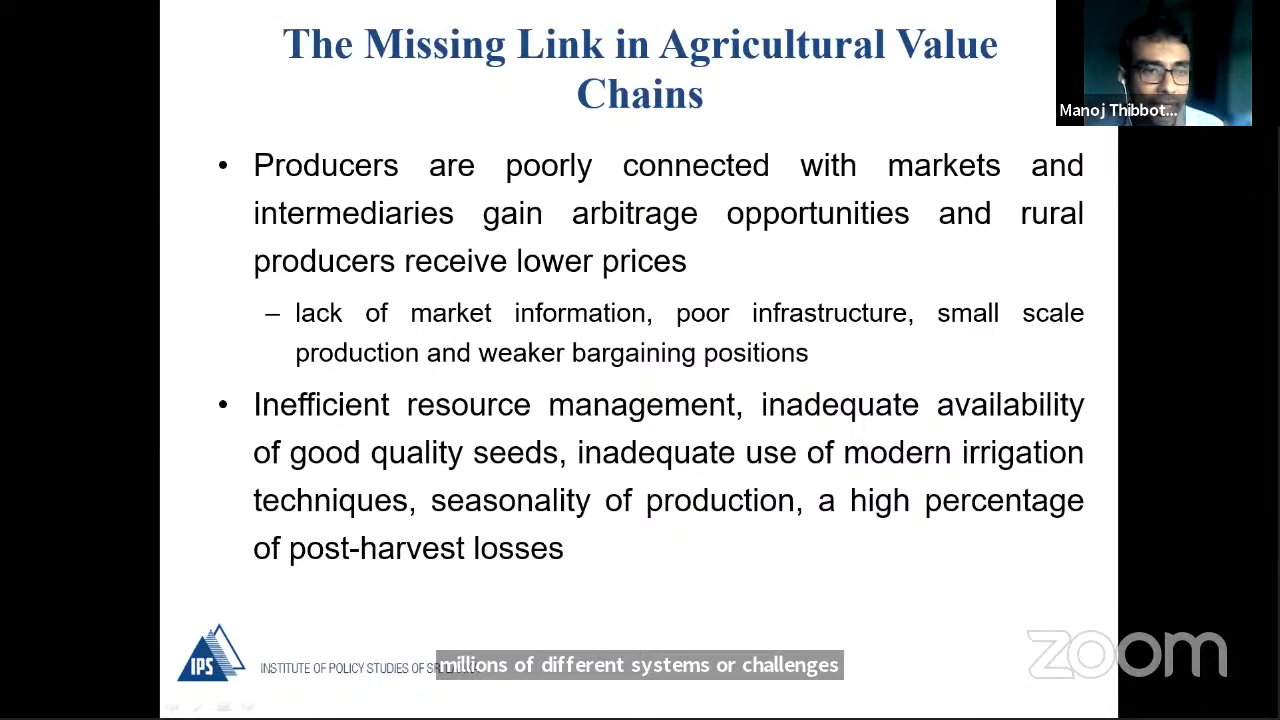 The Missing Link in Agricultural Value
Chains
Manoj Thibbot...
• Producers are poorly connected with markets and
intermediaries gain arbitrage opportunities and rural
producers receive lower prices
– lack of market information, poor infrastructure, small scale
production and weaker bargaining positions
• Inefficient resource management, inadequate availability
of good quality seeds, inadequate use of modern irrigation
techniques, seasonality of production, a high percentage
of post-harvest losses
IPS
INSTITUTE OF POLICY STUDIES OF
millions of different systems or challenges
zoom